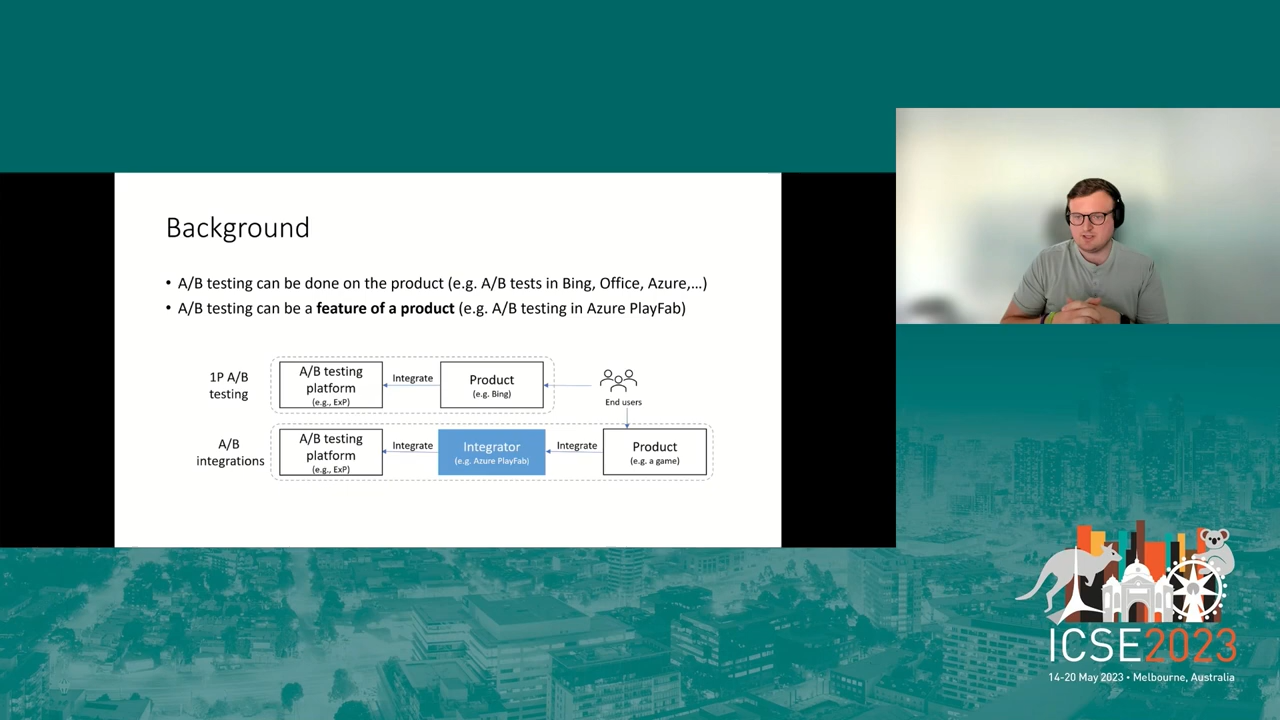 Background
• A/B testing can be done on the product (e.g. A/B tests in Bing, Office, Azure,...)
• A/B testing can be a feature of a product (e.g. A/B testing in Azure PlayFab)
1P A/B
testing
A/B testing
platform
(e.g., ExP)
Integrate
Product
(e.g. Bing)
End users
A/B
integrations
A/B testing
platform
(e.g., ExP)
Integrate
Integrator
(e.g. Azure PlayFab)
Integrate
Product
(e.g. a game)
ICSE2023
14-20 May 2023 • Melbourne, Australia